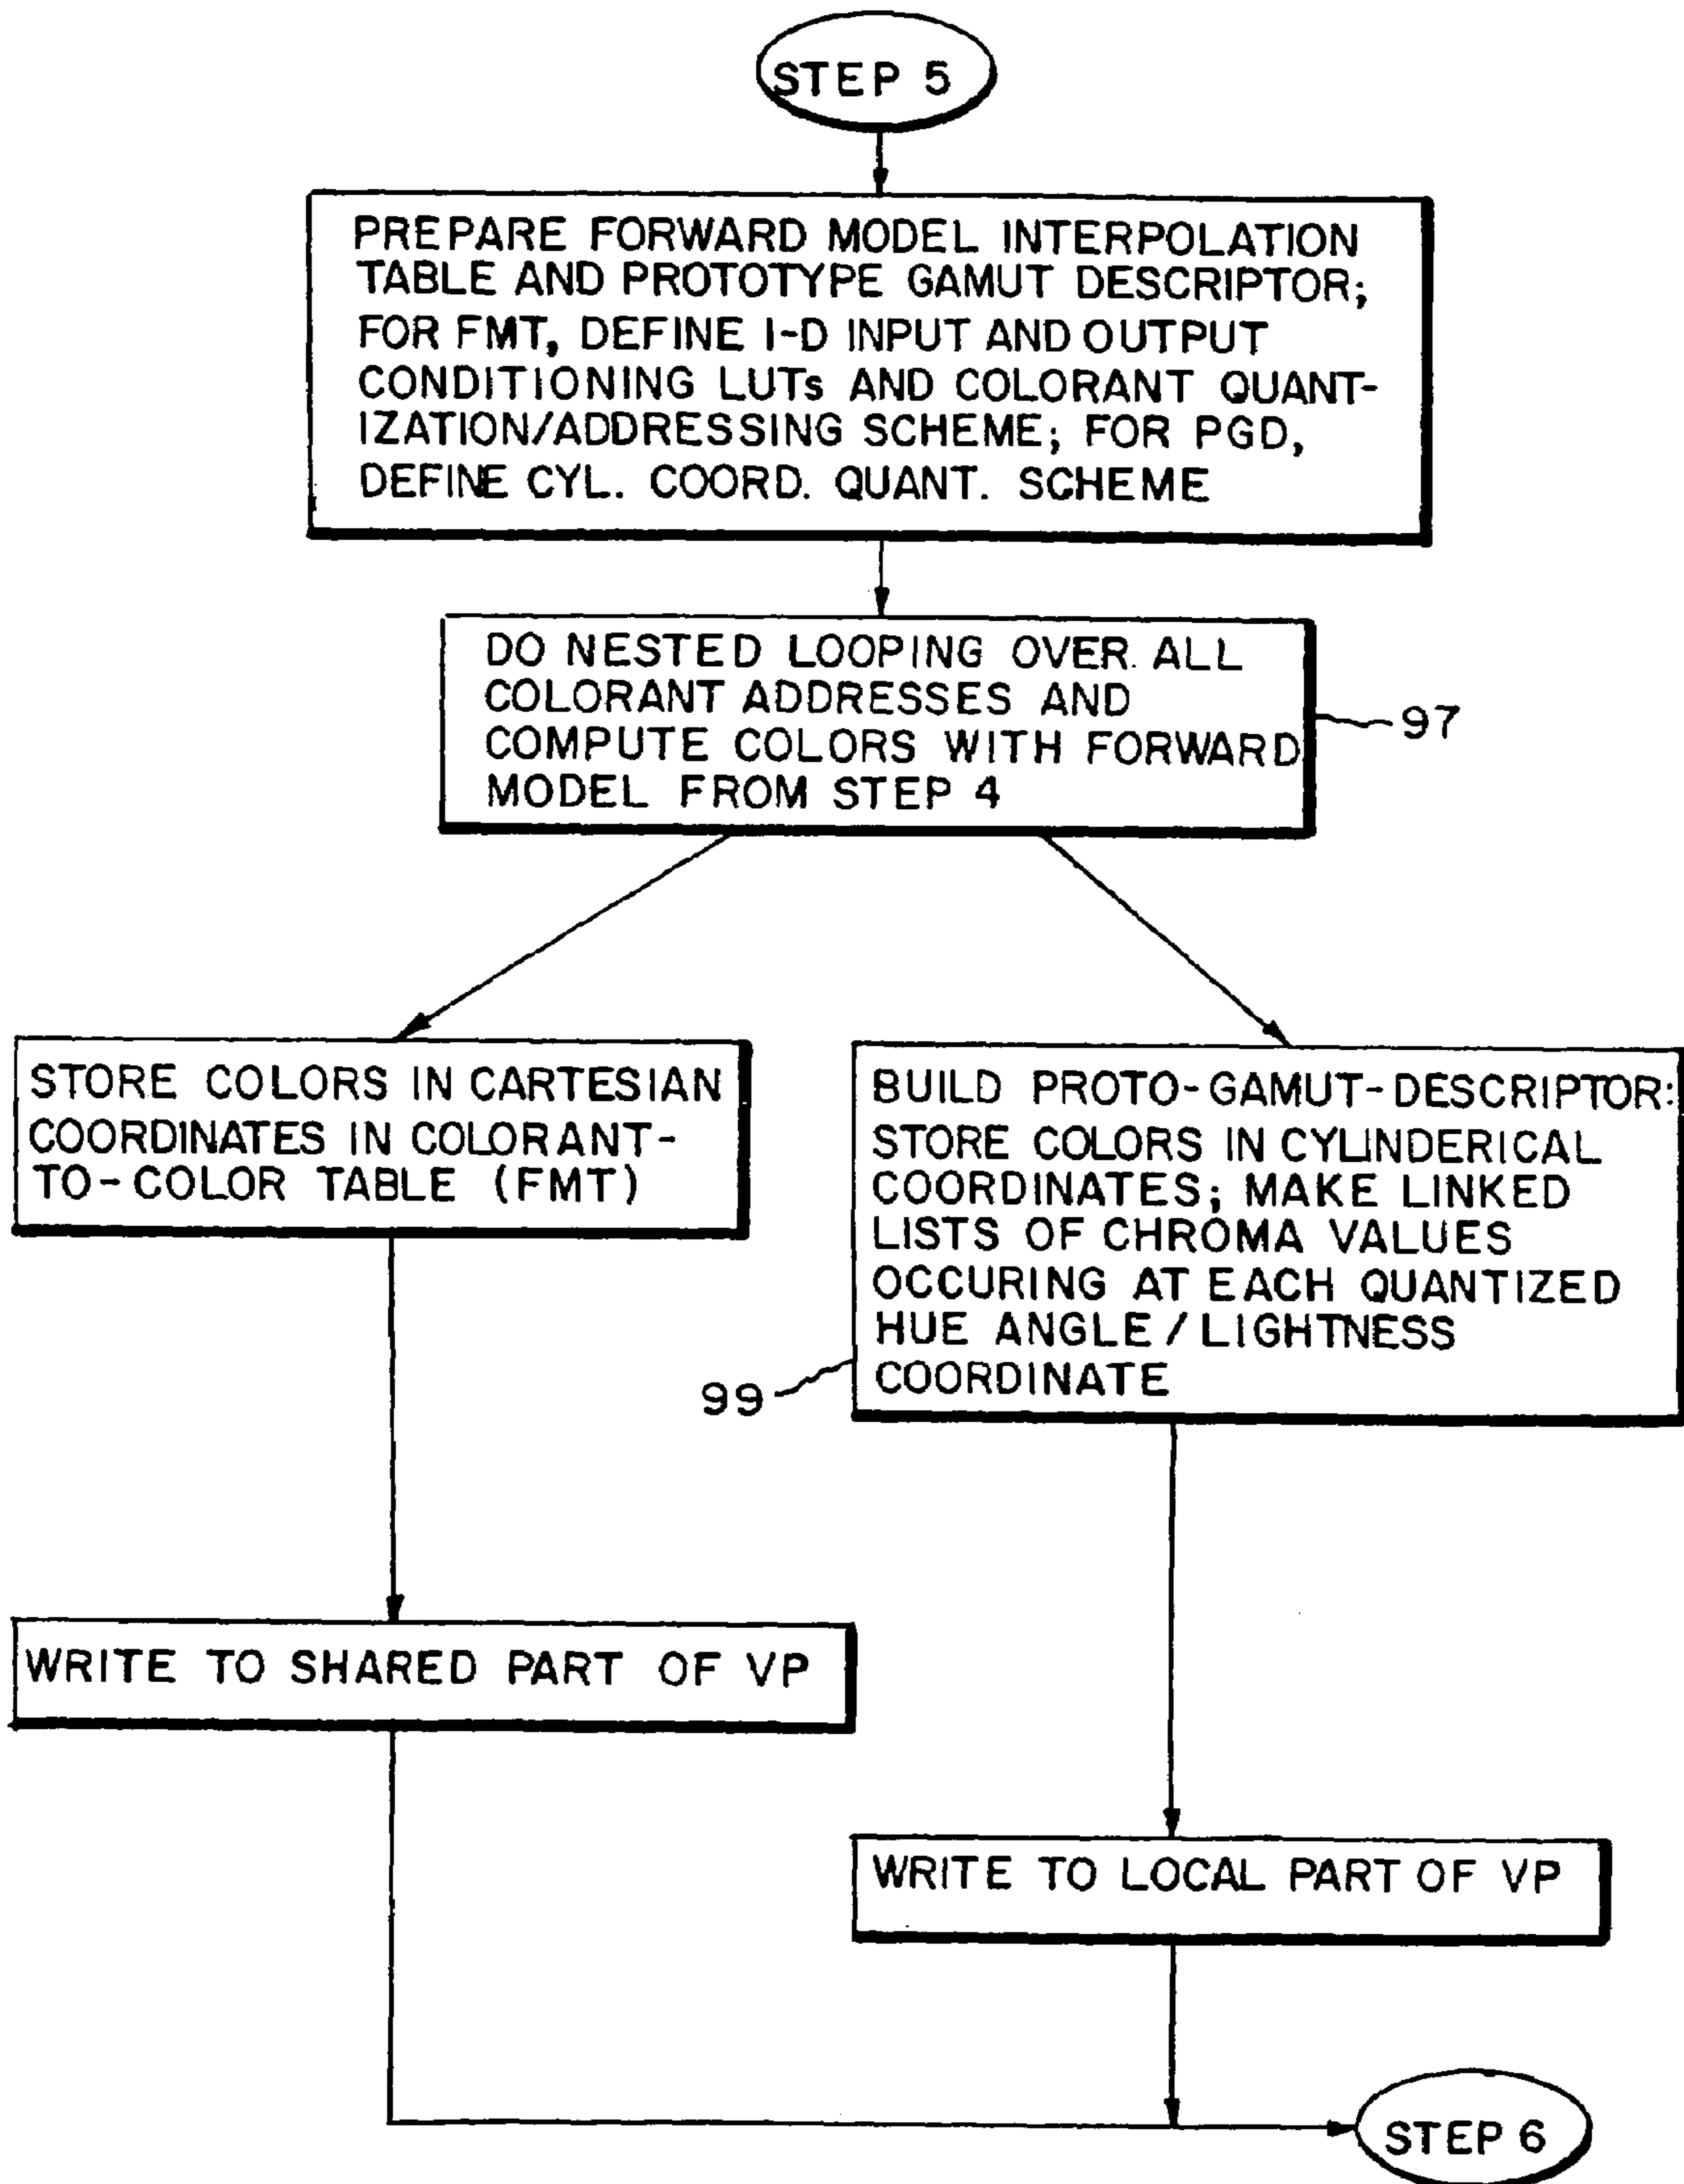 STEP 5
PREPARE FORWARD MODEL INTERPOLATION
TABLE AND PROTOTYPE GAMUT DESCRIPTOR;
FOR FMT, DEFINE I-D INPUT AND OUTPUT
CONDITIONING LUTs AND COLORANT QUANT-
IZATION/ADDRESSING SCHEME; FOR PGD,
DEFINE CYL. COORD. QUANT. SCHEME
DO NESTED LOOPING OVER. ALL
COLORANT ADDRESSES AND
COMPUTE COLORS WITH FORWARD
MODEL FROM STEP 4
97
STORE COLORS IN CARTESIAN
COORDINATES IN COLORANT-
TO-COLOR TABLE (FMT)
BUILD PROTO-GAMUT-DESCRIPTOR:
STORE COLORS IN CYLINDERICAL
COORDINATES; MAKE LINKED
LISTS OF CHROMA VALUES
OCCURING AT EACH QUANTIZED
HUE ANGLE/LIGHTNESS
COORDINATE
99
WRITE TO SHARED PART OF VP
WRITE TO LOCAL PART OF VP
STEP 6